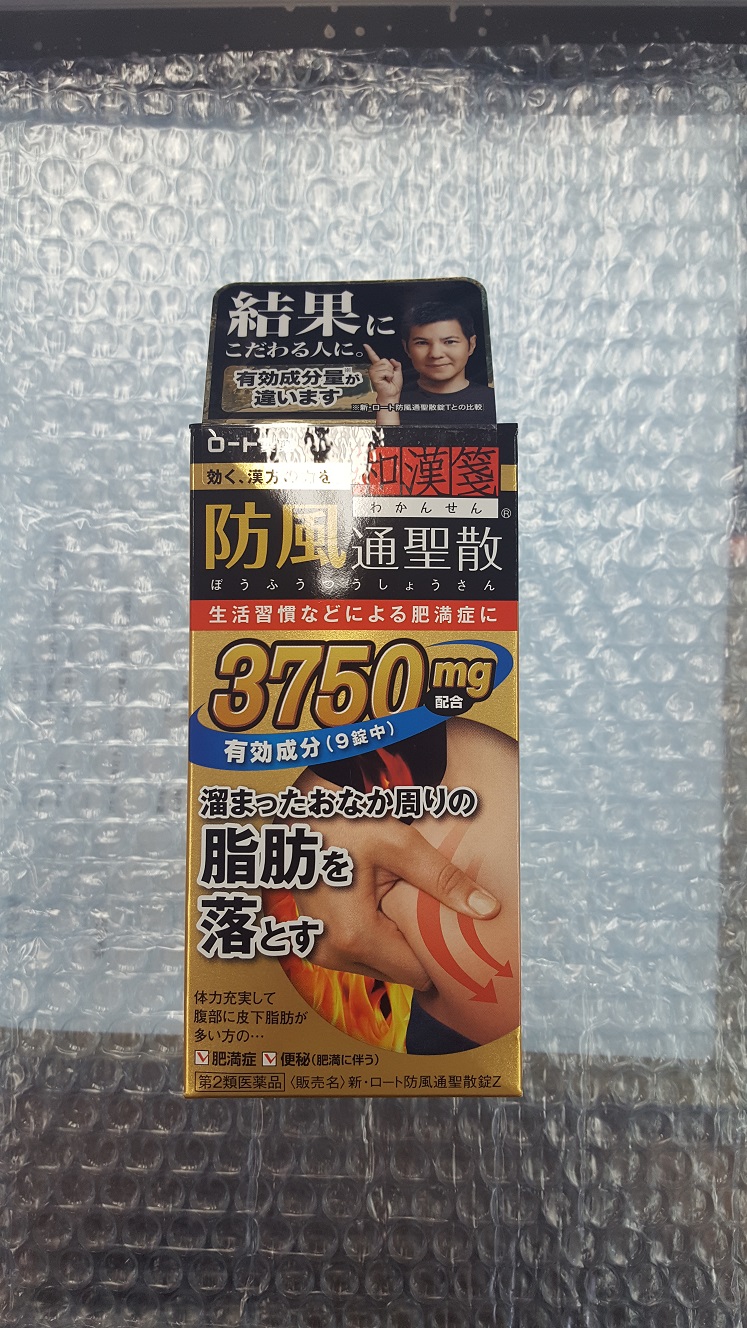 結果に
こだわる人に。
有効成分量が※
違います
※新・ロート防風通聖散錠Tとの比較
ロート
効く、漢方の力を
和漢箋
わかんせん®
防風通聖散
ぼうふうつうしょうさん
生活習慣などによる肥満症に
3750mg
配合
有効成分(9錠中)
溜まったおなか周りの
脂肪を
落とす
体力充実して
腹部に皮下脂肪が
多い方の…
肥満症 便秘(肥満に伴う)
第2類医薬品〈販売名〉新・ロート防風通聖散錠Z